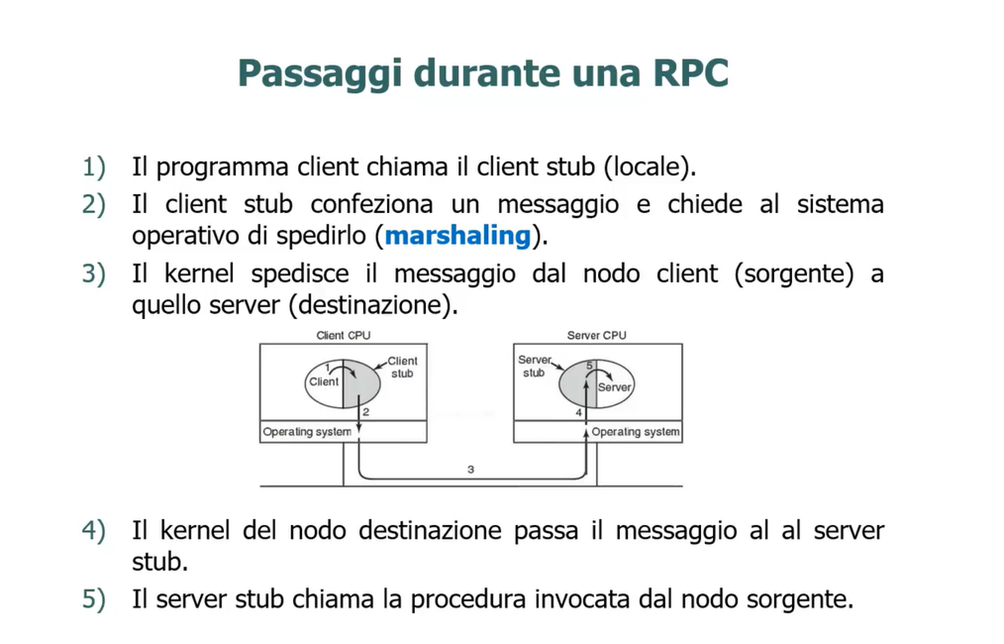 Passaggi durante una RPC
1) Il programma client chiama il client stub (locale).
2) Il client stub confeziona un messaggio e chiede al sistema
operativo di spedirlo (marshaling).
3) Il kernel spedisce il messaggio dal nodo client (sorgente) a
quello server (destinazione).
Client CPU
Server CPU
1
Client
Client
stub
2
Operating system
Server
stub
5
Server
4
Operating system
3
4) Il kernel del nodo destinazione passa il messaggio al al server
stub.
5) Il server stub chiama la procedura invocata dal nodo sorgente.